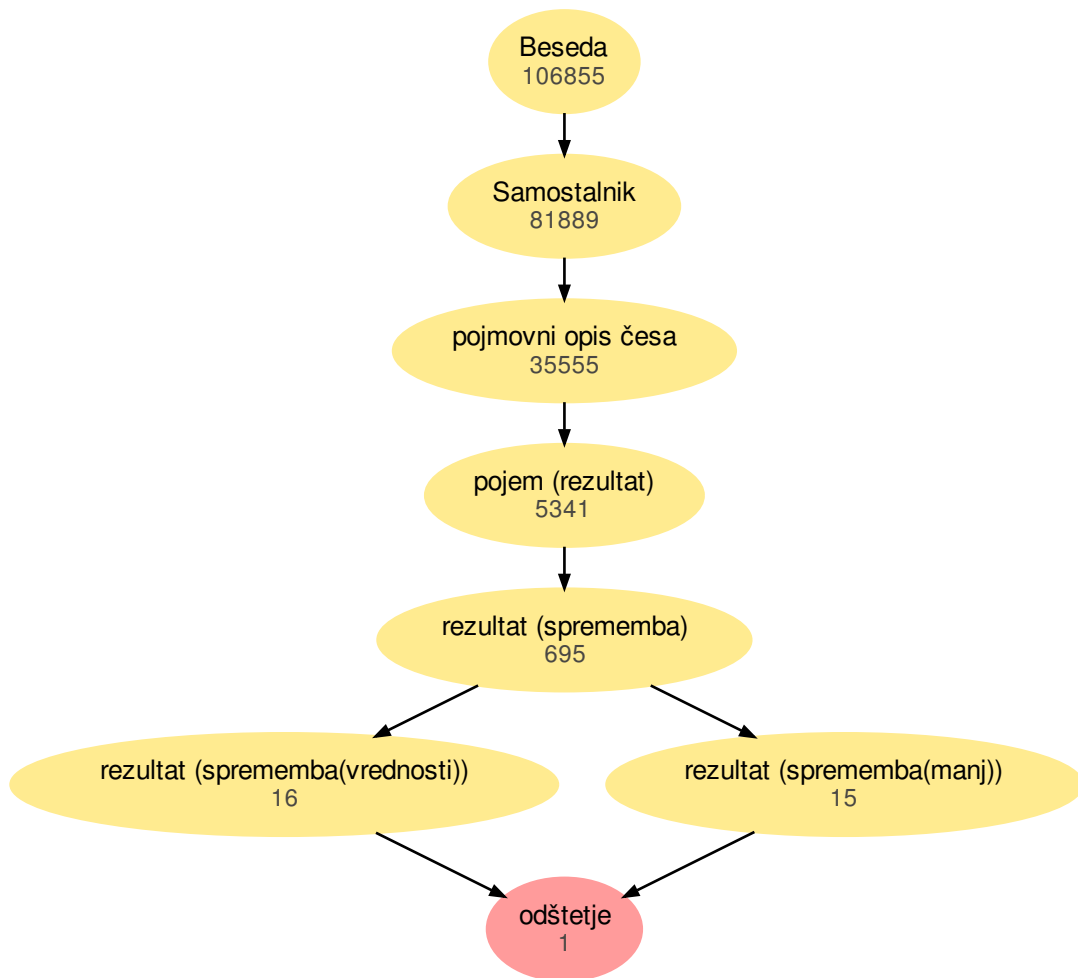 Beseda
106855
Samostalnik
81889
pojmovni opis česa
35555
pojem (rezultat)
5341
rezultat (sprememba)
695
rezultat (sprememba(vrednosti))
16
rezultat (sprememba(manj))
15
odštetje
1